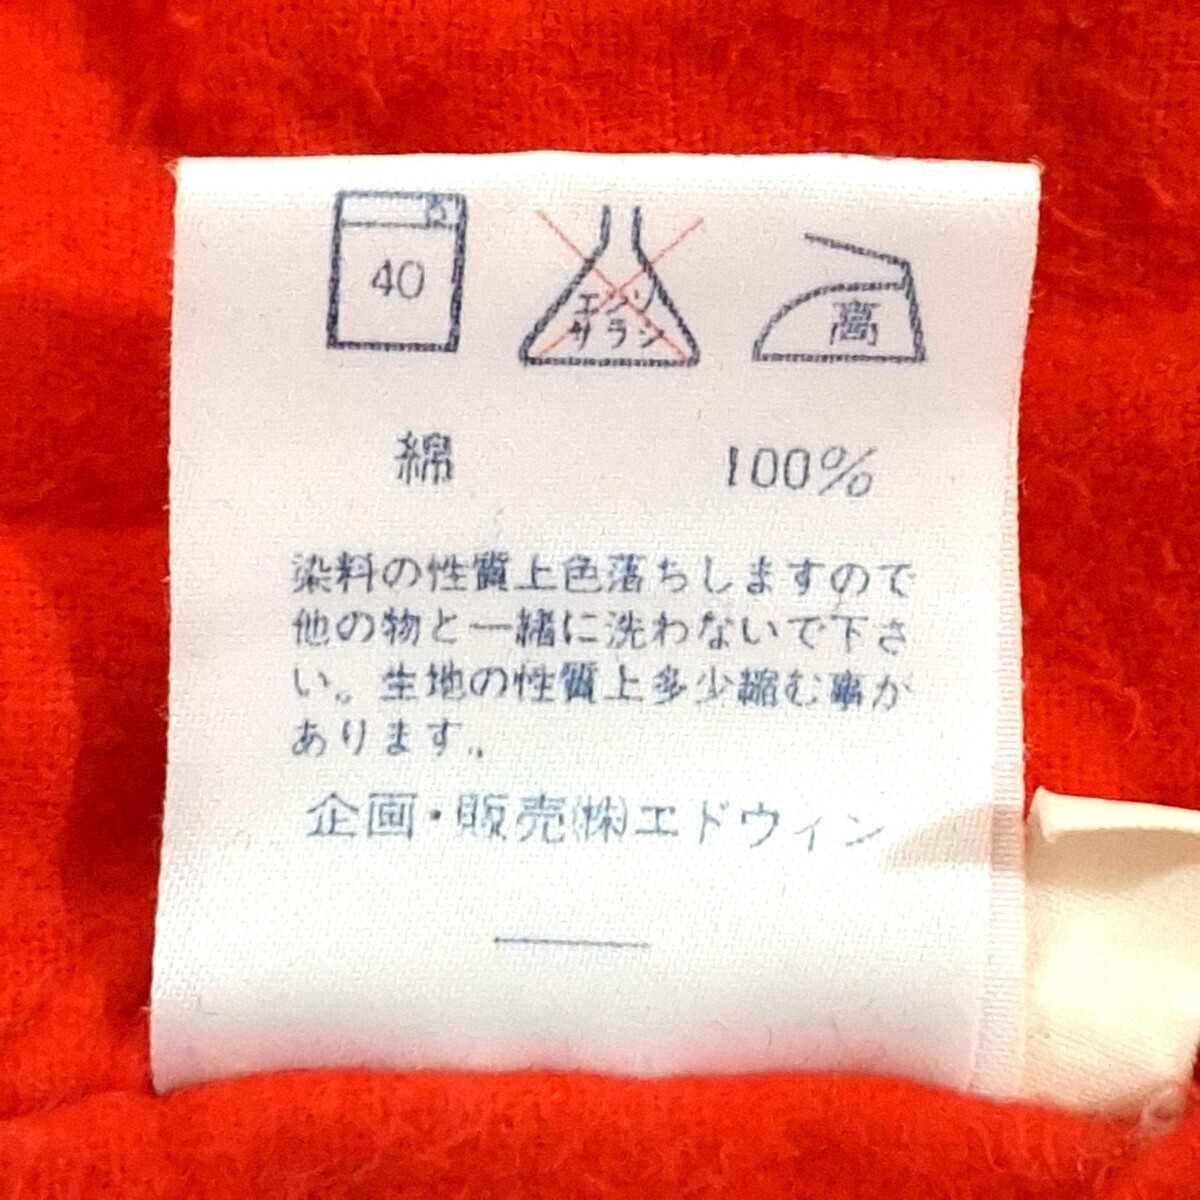 40
エンソ
サラシ
高
綿 100%
染料の性質上色落ちしますので
他の物と一緒に洗わないで下さ
い。生地の性質上多少縮む事が
あります。
企画・販売㈱エドウィン